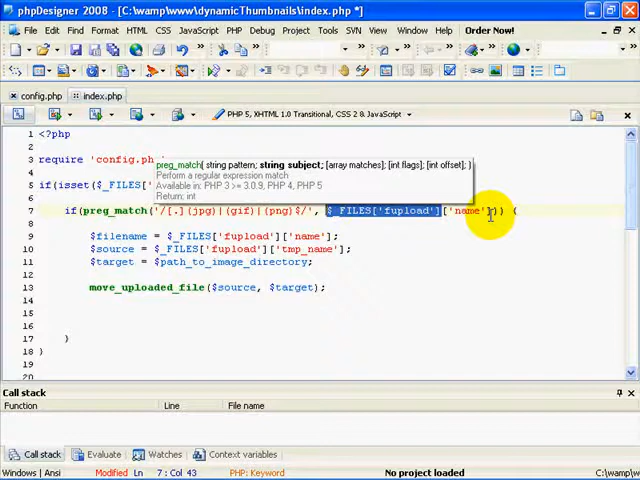 phpDesigner 2008 - [C:\wamp\www\dynamicThumbnails\index.php *]
File Edit Find Format HTML CSS JavaScript PHP Debug Project Tools Macro View Window Help Order Now!
PHP 5, XHTML 1.0 Transitional, CSS 2 & JavaScript
config.php index.php
1 <?php
2
3 require 'config.ph
preg_match( string pattern; string subject; [array matches]; [int flags]; [int offset]; )
Perform a regular expression match
Available in: PHP 3 >= 3.0.9, PHP 4, PHP 5
Return: int
4
5 if(isset($_FILES['
6
7 if(preg_match('/[.](jpg)|(gif)|(png)$/', $_FILES['fupload']['name'])) {
8
9 $filename = $_FILES['fupload']['name'];
10 $source = $_FILES['fupload']['tmp_name'];
11 $target = $path_to_image_directory;
12
13 move_uploaded_file($source, $target);
14
15
16
17 }
18 }
19
20
Call stack
Function Line File name
Call stack Evaluate Watches Context variables
Windows | Ansi Modified Ln 7 : Col 43 PHP: Keyword No project loaded C:\wamp\w